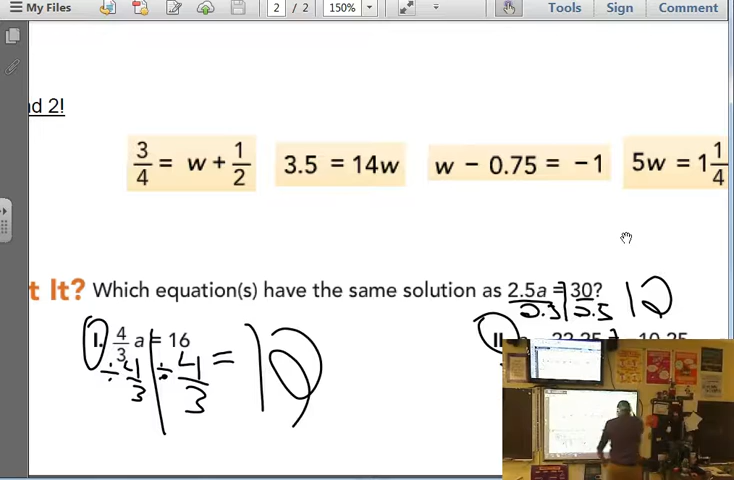 My Files 2 / 2 150% Tools Sign Comment
nd 2!
3/4 = w + 1/2 3.5 = 14w w − 0.75 = −1 5w = 1 1/4
t It? Which equation(s) have the same solution as 2.5a = 30? 12
2.5 2.5
I. 4/3 a = 16
÷ 4/3 ÷ 4/3 = 12